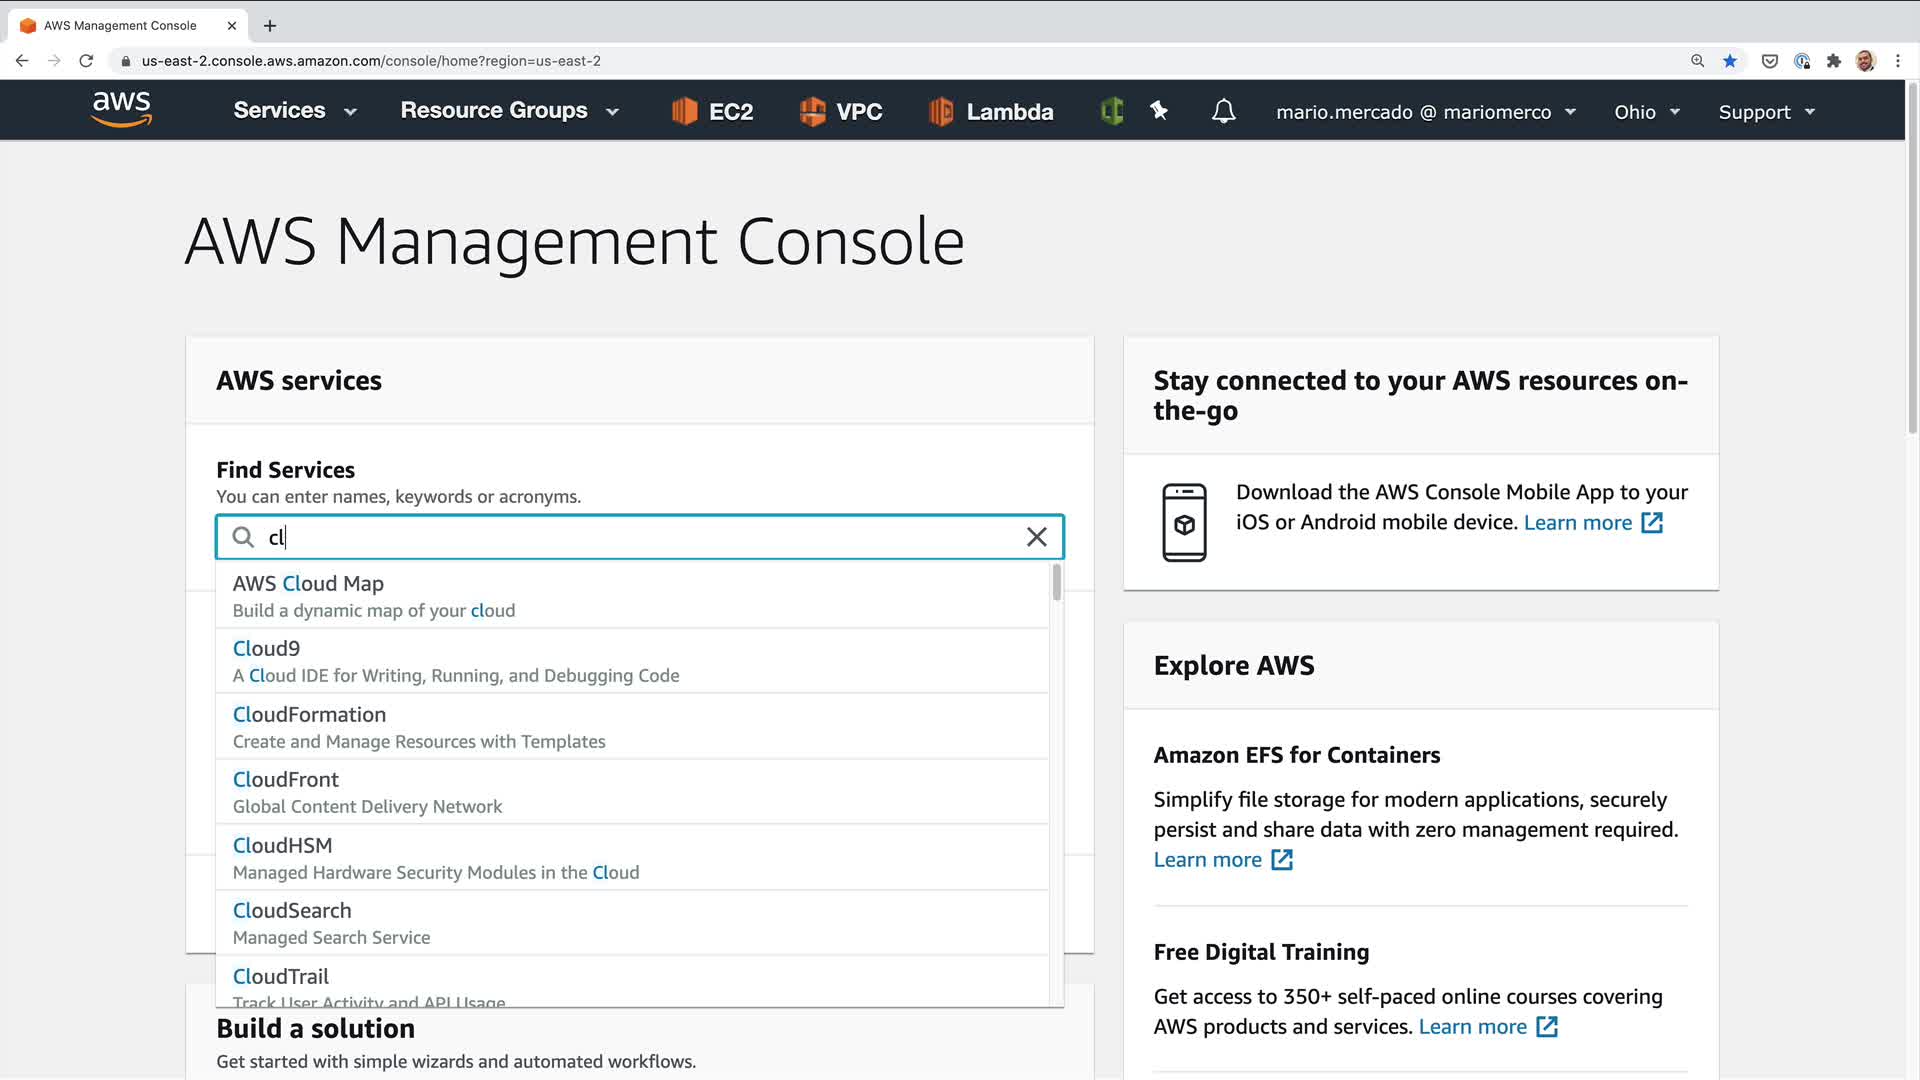 AWS Management Console
us-east-2.console.aws.amazon.com/console/home?region=us-east-2
aws
Services
Resource Groups
EC2
VPC
Lambda
mario.mercado @ mariomerco
Ohio
Support
AWS Management Console
AWS services
Find Services
You can enter names, keywords or acronyms.
cl
AWS Cloud Map
Build a dynamic map of your cloud
Cloud9
A Cloud IDE for Writing, Running, and Debugging Code
CloudFormation
Create and Manage Resources with Templates
CloudFront
Global Content Delivery Network
CloudHSM
Managed Hardware Security Modules in the Cloud
CloudSearch
Managed Search Service
CloudTrail
Track User Activity and API Usage
Build a solution
Get started with simple wizards and automated workflows.
Stay connected to your AWS resources on-
the-go
Download the AWS Console Mobile App to your
iOS or Android mobile device. Learn more
Explore AWS
Amazon EFS for Containers
Simplify file storage for modern applications, securely
persist and share data with zero management required.
Learn more
Free Digital Training
Get access to 350+ self-paced online courses covering
AWS products and services. Learn more